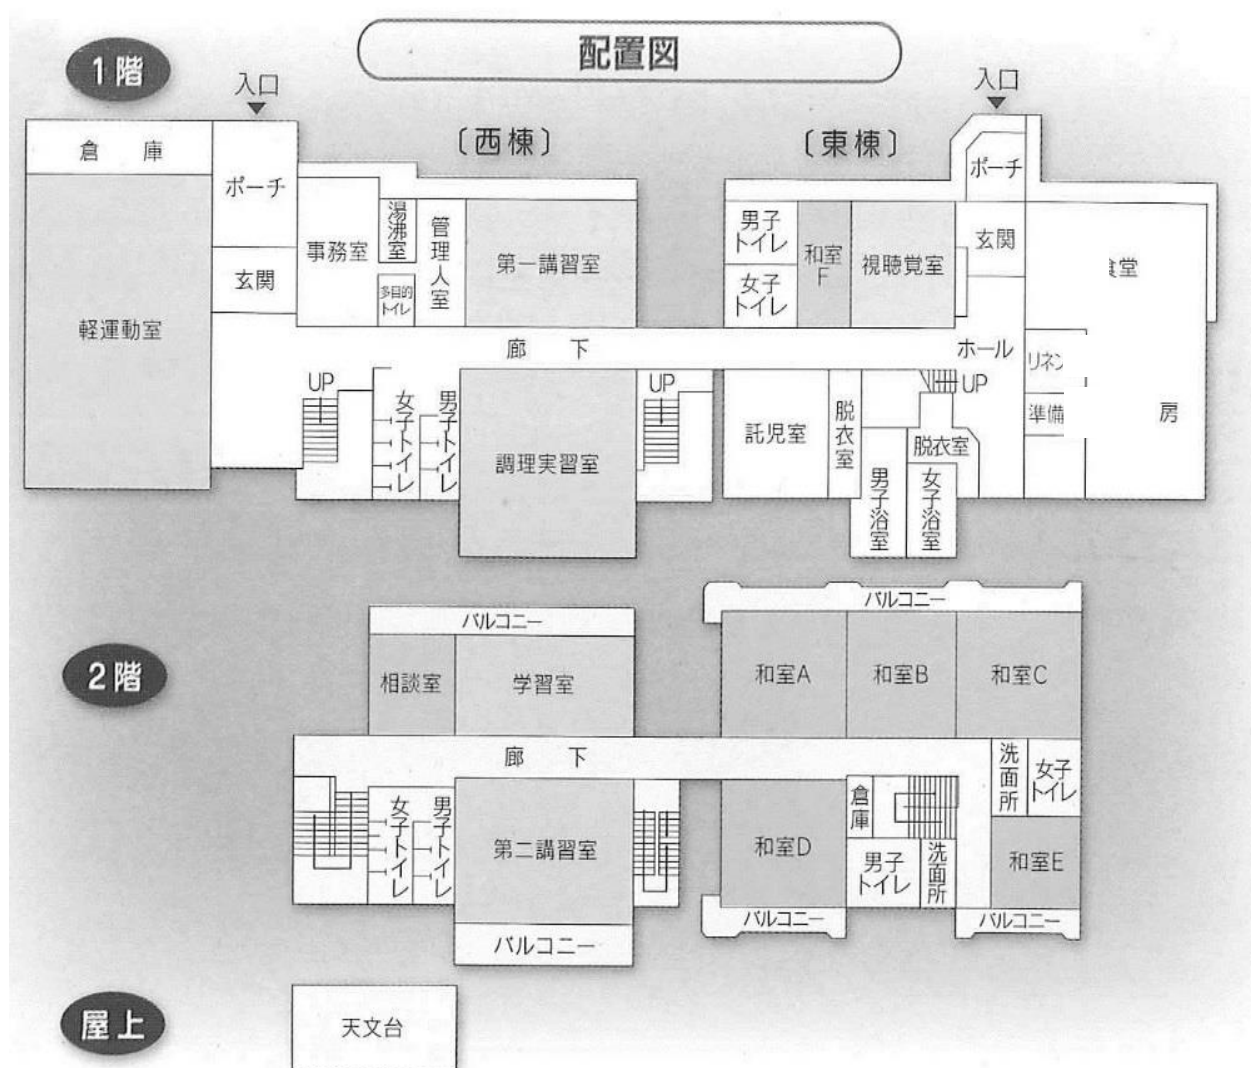 配置図
1階
入口
入口
〔西棟〕
〔東棟〕
倉庫
ポーチ
ポーチ
軽運動室
玄関
事務室
湯沸室
多目的
トイレ
管理人室
第一講習室
男子
トイレ
女子
トイレ
和室
F
視聴覚室
玄関
食堂
廊下
ホール
リネン
UP
女子トイレ
男子トイレ
調理実習室
UP
託児室
脱衣室
UP
準備
房
脱衣室
男子浴室
女子浴室
2階
バルコニー
バルコニー
相談室
学習室
和室A
和室B
和室C
廊下
洗面所
女子
トイレ
女子トイレ
男子トイレ
第二講習室
和室D
倉庫
男子
トイレ
洗面所
和室E
バルコニー
バルコニー
バルコニー
屋上
天文台